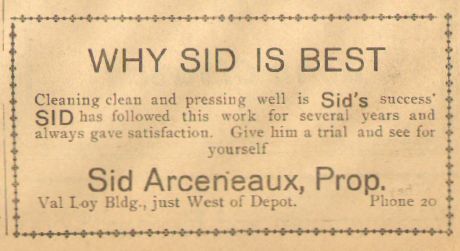 WHY SID IS BEST
Cleaning clean and pressing well is Sid's success'
SID has followed this work for several years and
always gave satisfaction. Give him a trial and see for
yourself
Sid Arceneaux, Prop.
Val Loy Bldg., just West of Depot. Phone 20